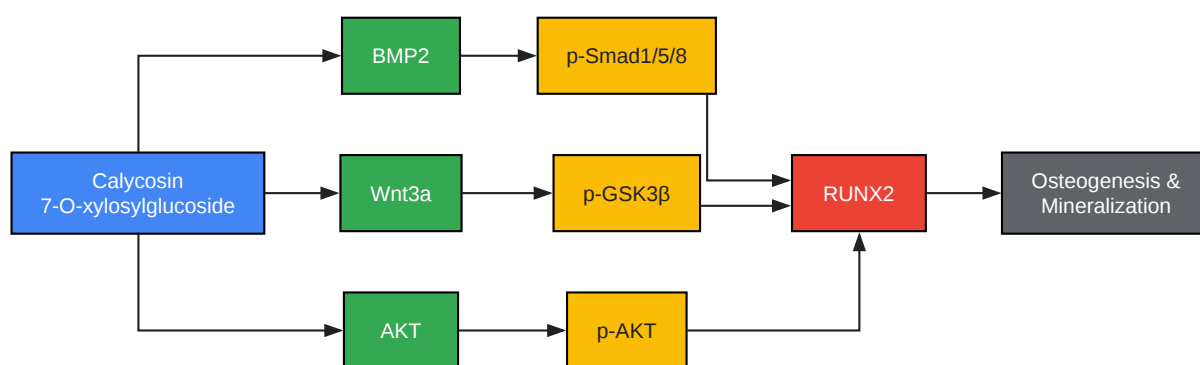 BMP2
p-Smad1/5/8
Calycosin
7-O-xylosylglucoside
Wnt3a
p-GSK3β
RUNX2
Osteogenesis &
Mineralization
AKT
p-AKT